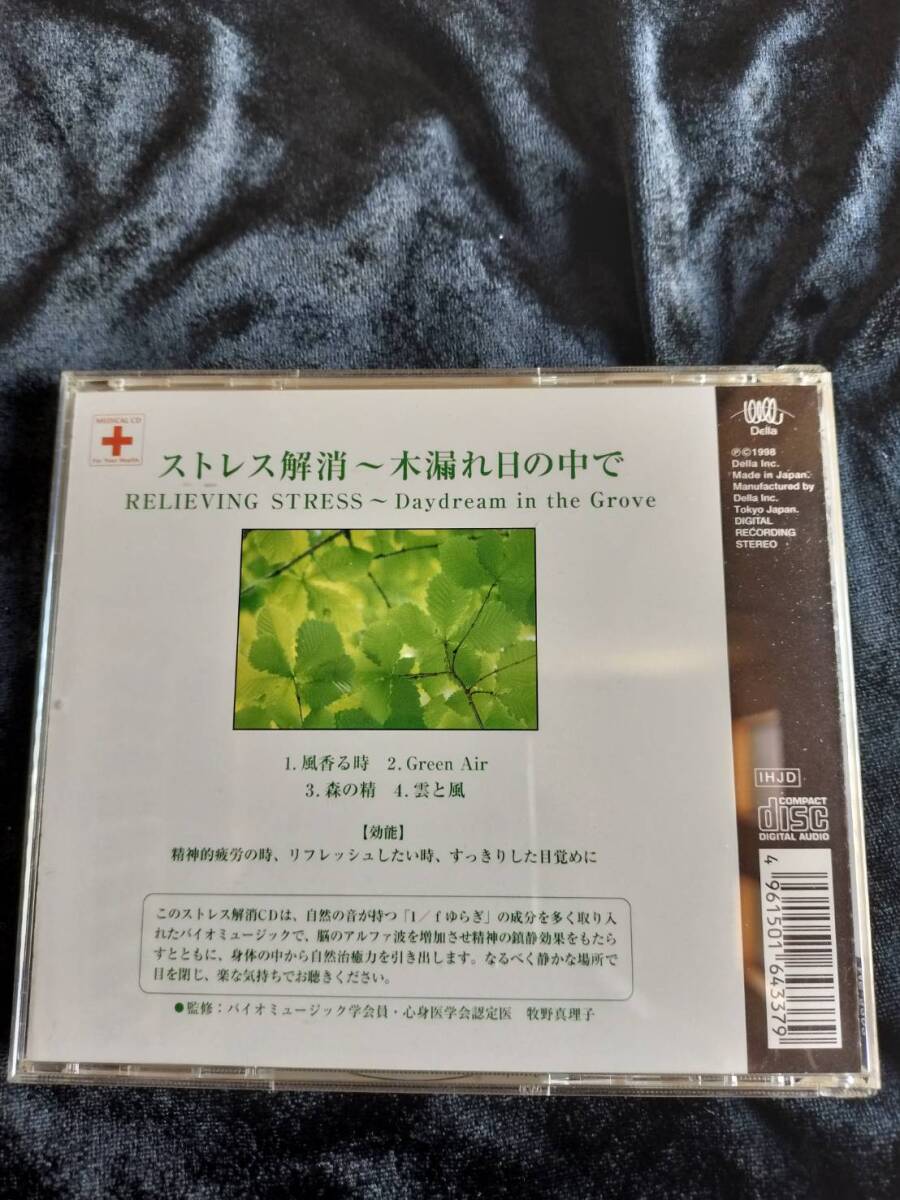 MEDICAL CD
For Your Health
ストレス解消～木漏れ日の中で
RELIEVING STRESS～Daydream in the Grove
1.風香る時 2.Green Air
3.森の精 4.雲と風
【効能】
精神的疲労の時、リフレッシュしたい時、すっきりした目覚めに
このストレス解消CDは、自然の音が持つ「1／fゆらぎ」の成分を多く取り入
れたバイオミュージックで、脳のアルファ波を増加させ精神の鎮静効果をもたら
すとともに、身体の中から自然治癒力を引き出します。なるべく静かな場所で
目を閉じ、楽な気持ちでお聴きください。
●監修：バイオミュージック学会員・心身医学会認定医 牧野真理子
Della
Ⓟ©1998
Della Inc.
Made in Japan.
Manufactured by
Della Inc.
Tokyo Japan.
DIGITAL
RECORDING
STEREO
IHJD
COMPACT
disc
DIGITAL AUDIO
4961501643379